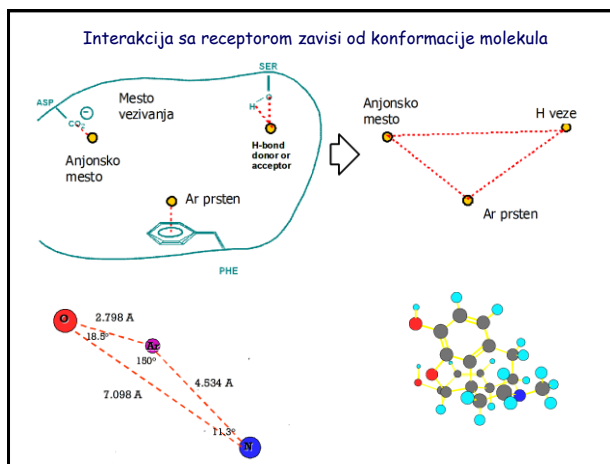 Interakcija sa receptorom zavisi od konformacije molekula
SER
ASP
Mesto
vezivanja
H
CO2
Anjonsko
mesto
H-bond
donor or
acceptor
Ar prsten
PHE
Anjonsko
mesto
H veze
Ar prsten
O
2.798 A
18.5°
Ar
150°
4.534 A
7.098 A
11.3°
N